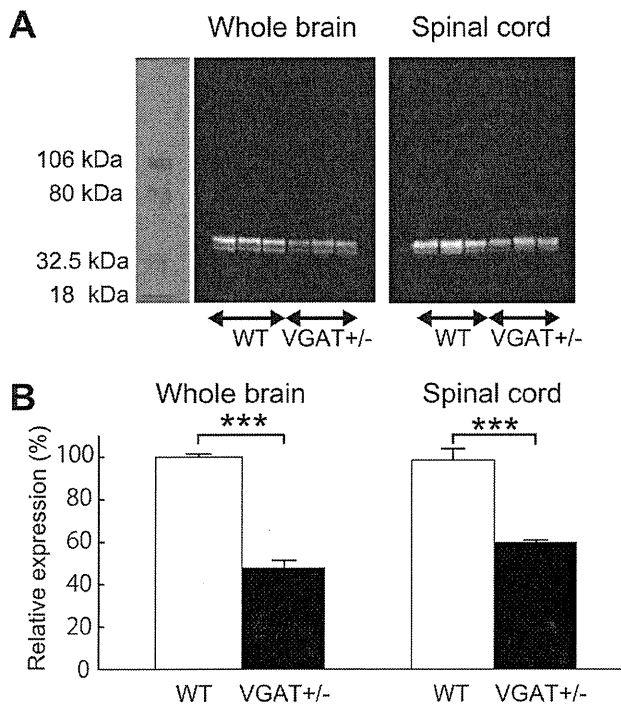 A
Whole brain
Spinal cord
106 kDa
80 kDa
32.5 kDa
18 kDa
WT VGAT+/-
WT VGAT+/-
B
Whole brain
Spinal cord
***
***
Relative expression (%)
100
80
60
40
20
0
WT VGAT+/-
WT VGAT+/-